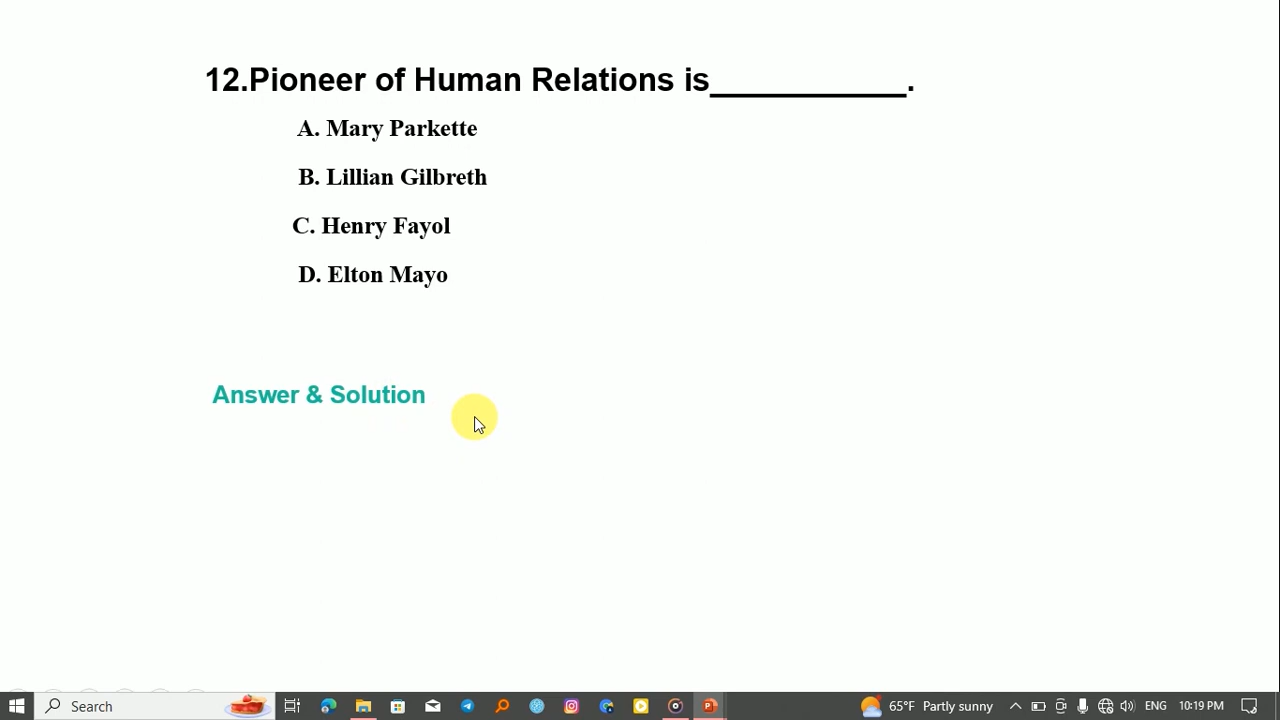 12.Pioneer of Human Relations is___________.
A. Mary Parkette
B. Lillian Gilbreth
C. Henry Fayol
D. Elton Mayo
Answer & Solution
Search
65°F Partly sunny
ENG
10:19 PM